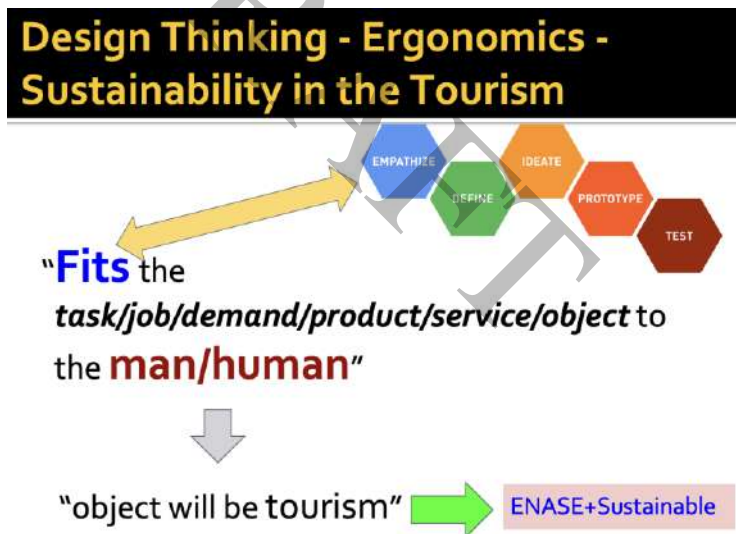 Design Thinking - Ergonomics -
Sustainability in the Tourism
EMPATHIZE
DEFINE
IDEATE
PROTOTYPE
TEST
"Fits the
task/job/demand/product/service/object to
the man/human"
"object will be tourism"
ENASE+Sustainable